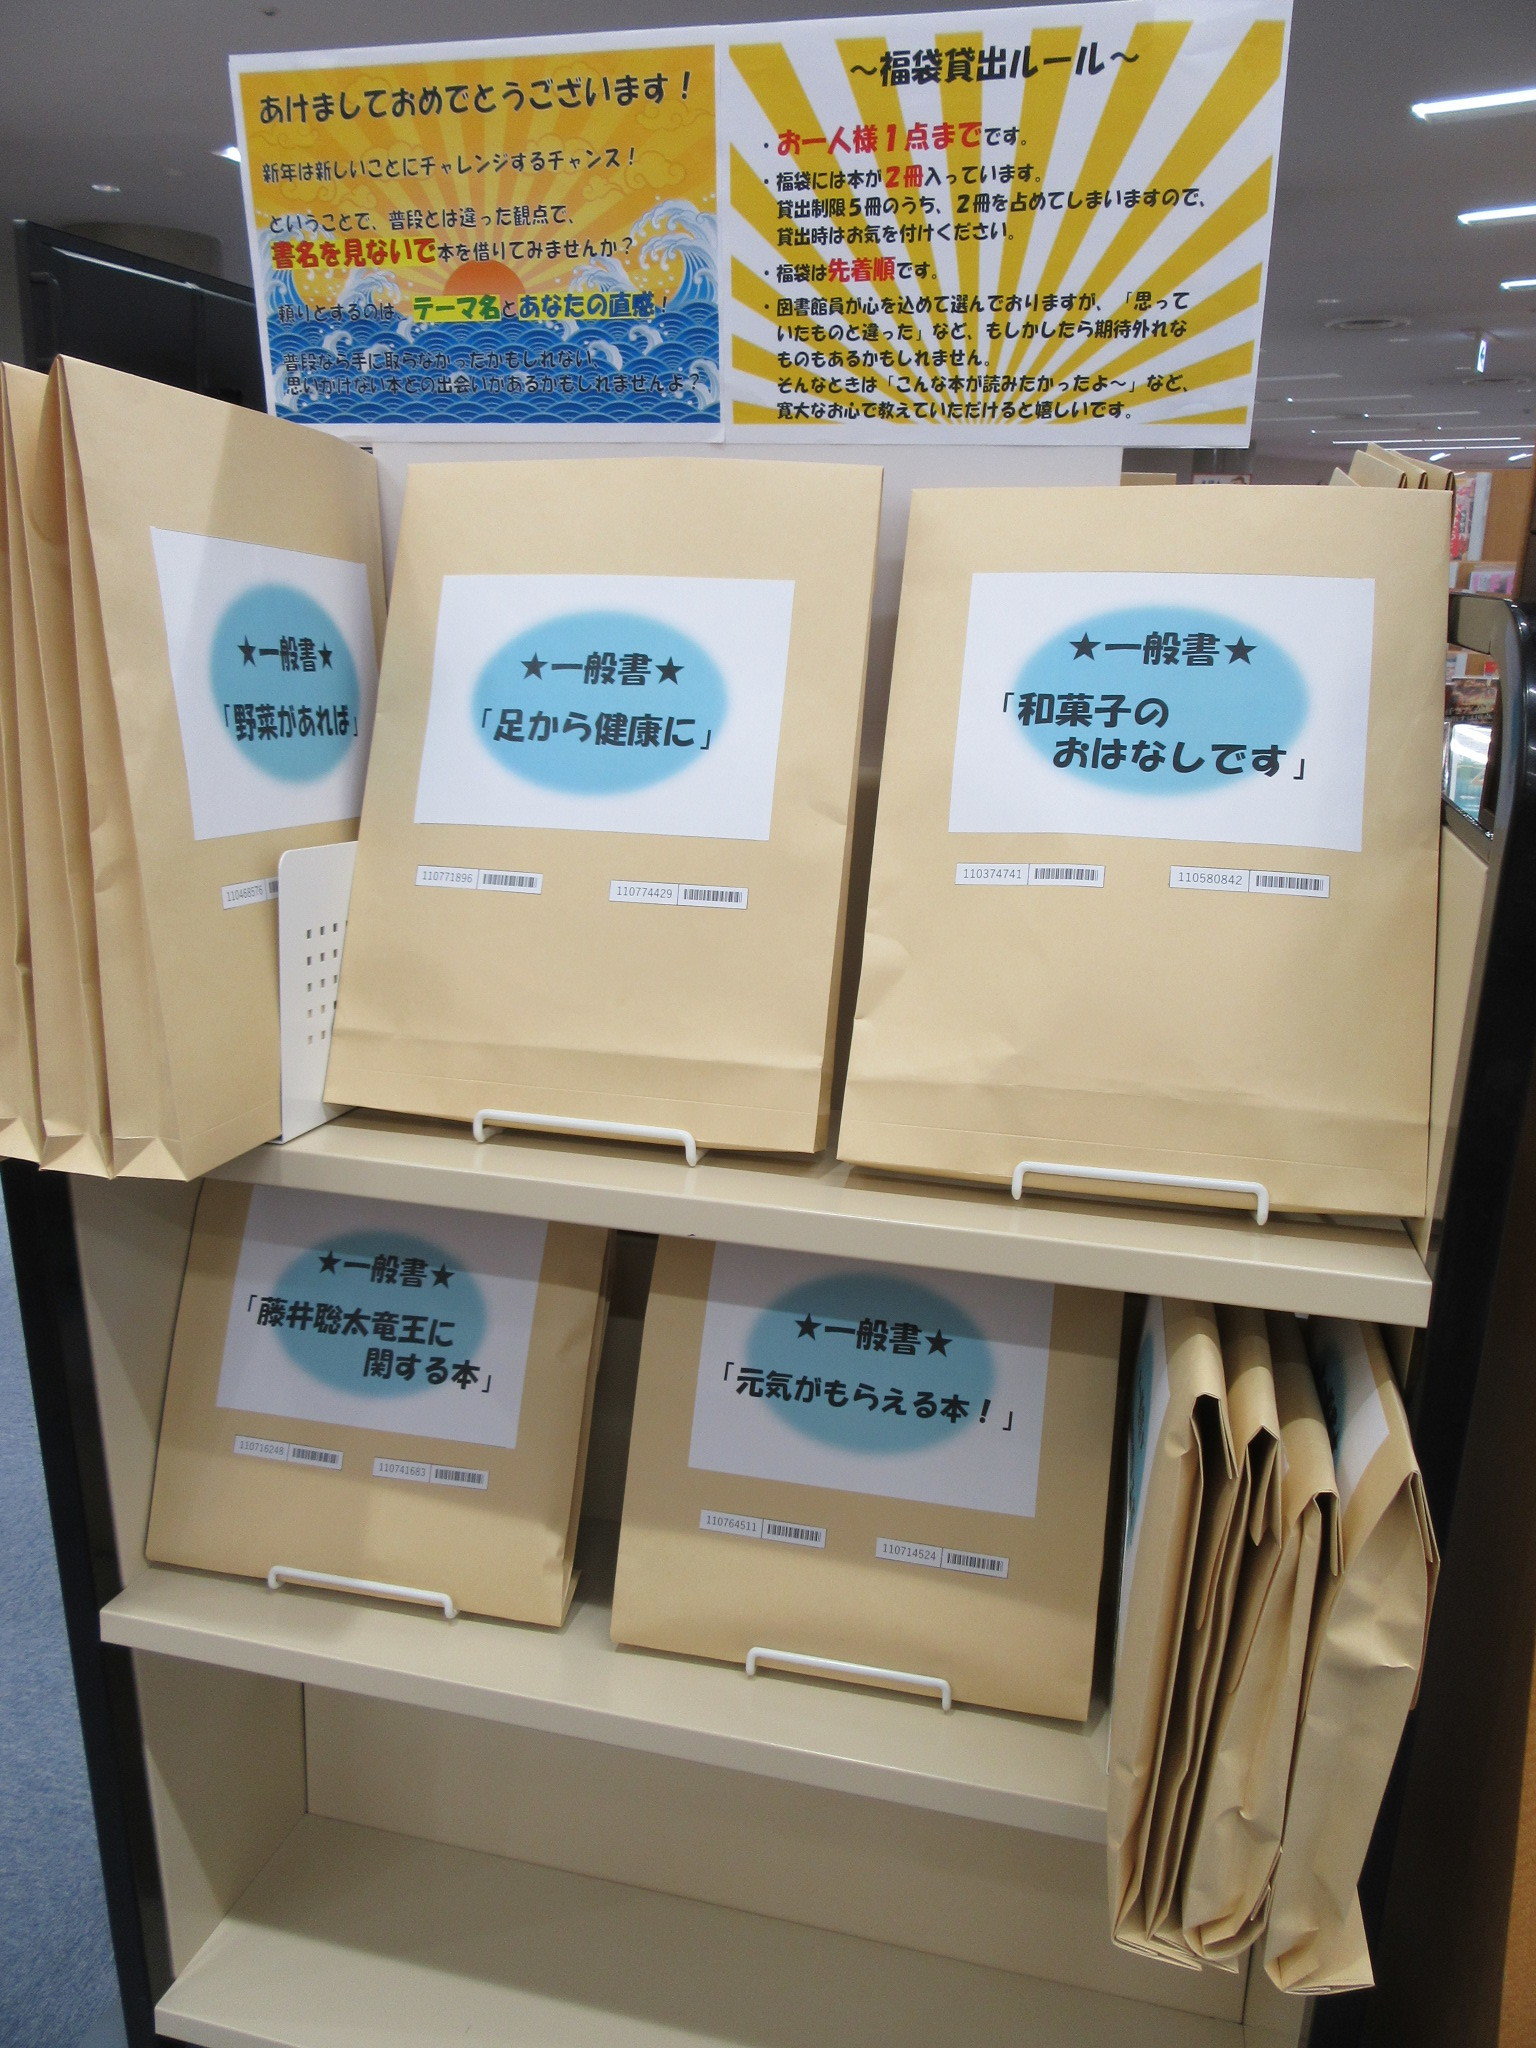 あけましておめでとうございます！
新年は新しいことにチャレンジするチャンス！
ということで、普段とは違った観点で、
書名を見ないで本を借りてみませんか？
頼りとするのは、テーマ名とあなたの直感！
普段なら手に取らなかったかもしれない、
思いがけない本との出会いがあるかもしれませんよ？
～福袋貸出ルール～
・お一人様１点までです。
・福袋には本が２冊入っています。
貸出制限５冊のうち、２冊を占めてしまいますので、
貸出時はお気を付けください。
・福袋は先着順です。
・図書館員が心を込めて選んでおりますが、「思って
いたものと違った」など、もしかしたら期待外れな
ものもあるかもしれません。
そんなときは「こんな本が読みたかったよ～」など、
寛大なお心で教えていただけると嬉しいです。
★一般書★
「野菜があれば」
110468576
★一般書★
「足から健康に」
110771896
110774429
★一般書★
「和菓子の
おはなしです」
110374741
110580842
★一般書★
「藤井聡太竜王に
関する本」
110716248
110741683
★一般書★
「元気がもらえる本！」
110764511
110714524